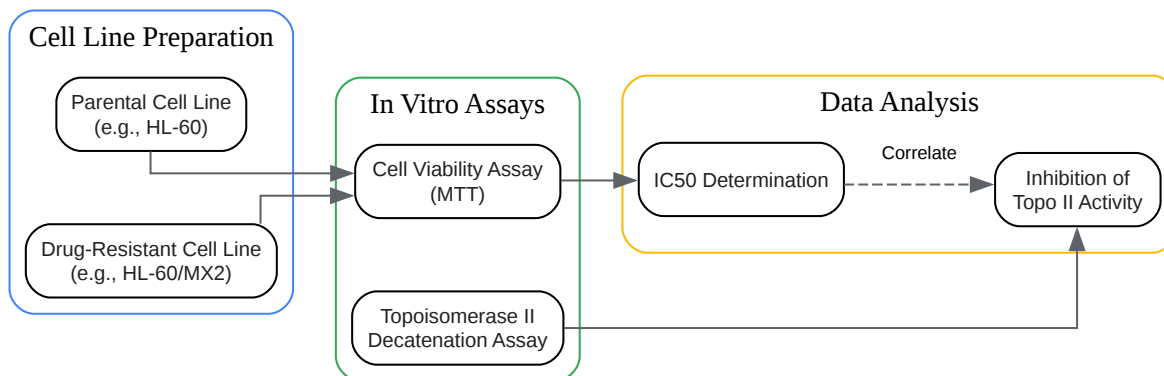 Cell Line Preparation
Parental Cell Line
(e.g., HL-60)
Drug-Resistant Cell Line
(e.g., HL-60/MX2)
In Vitro Assays
Cell Viability Assay
(MTT)
Topoisomerase II
Decatenation Assay
Data Analysis
IC50 Determination
Correlate
Inhibition of
Topo II Activity